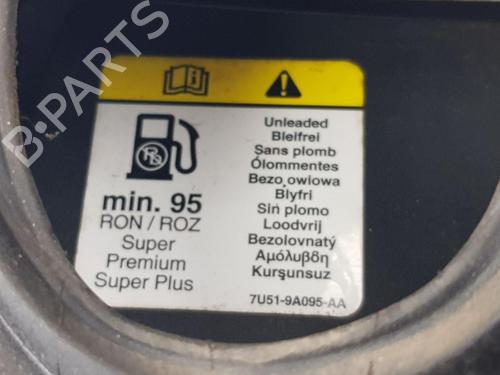 B-PARTS
i
Pb
min. 95
RON / ROZ
Super
Premium
Super Plus
Unleaded
Bleifrei
Sans plomb
Ólommentes
Bezo owiowa
Blyfri
Sin plomo
Loodvrij
Bezolovnatý
Αμόλυβδη
Kurşunsuz
7U51-9A095-AA